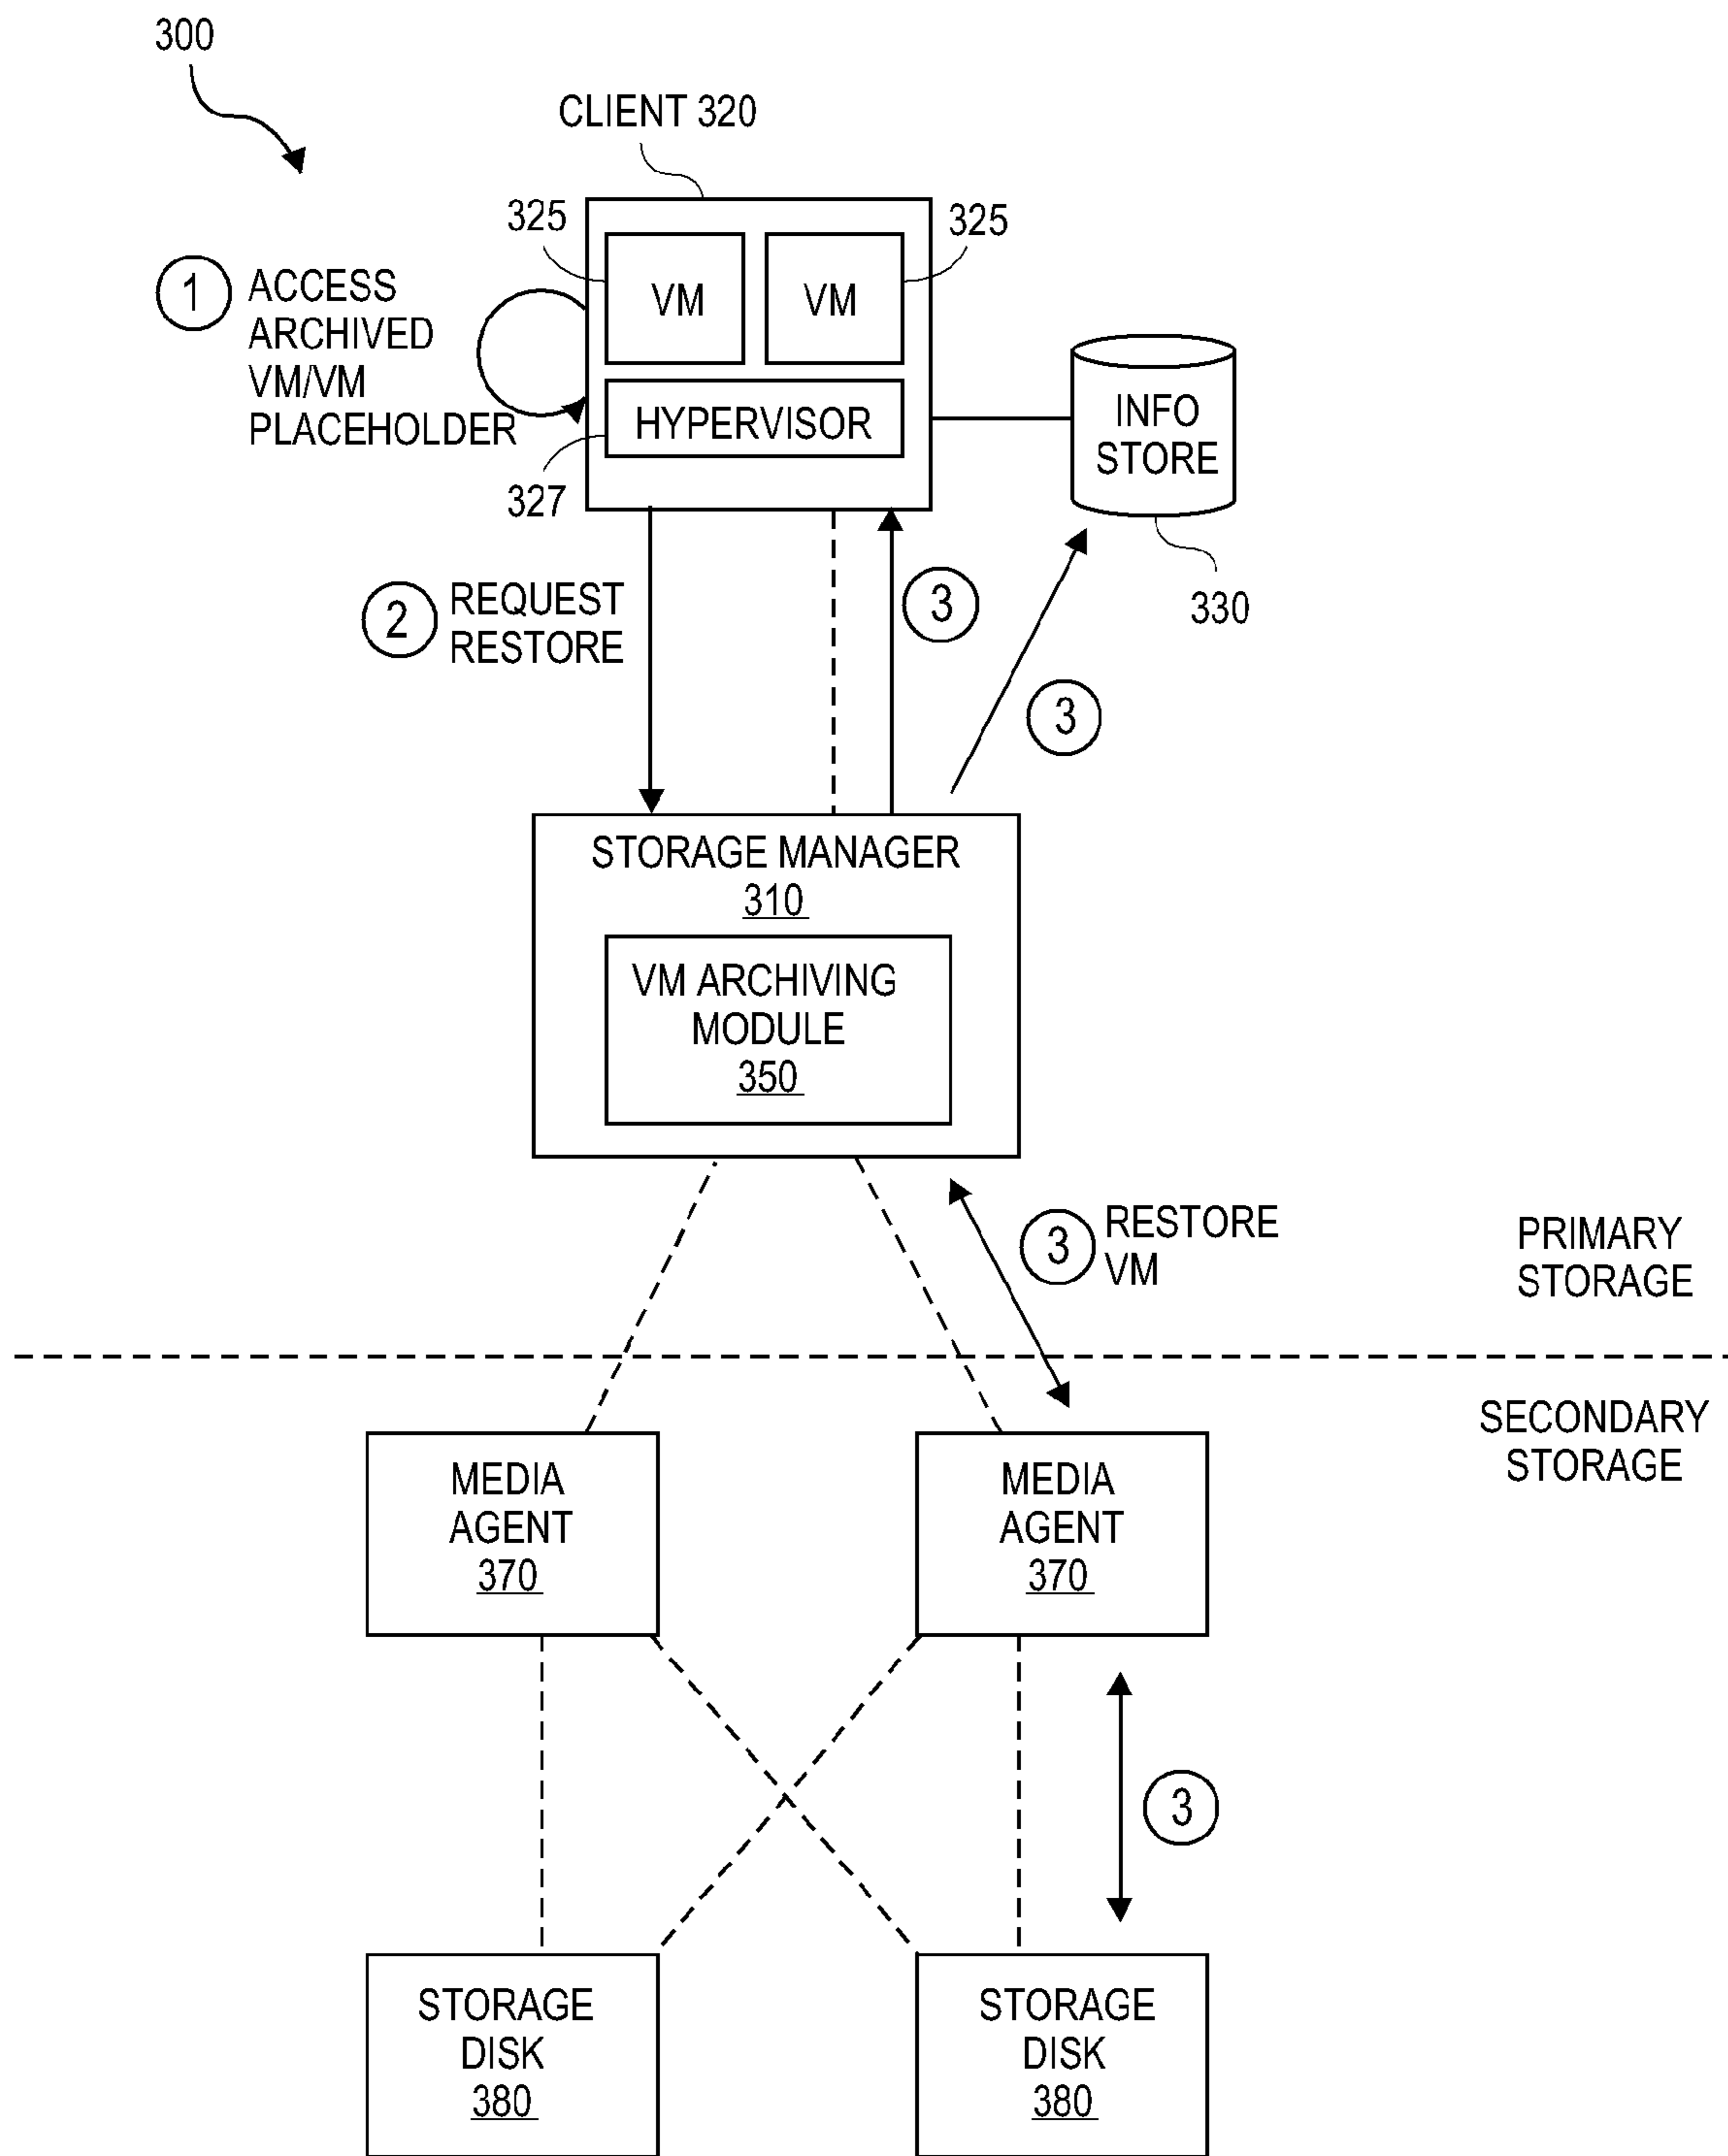 300
CLIENT 320
325
325
VM
VM
1
ACCESS
ARCHIVED
VM/VM
PLACEHOLDER
HYPERVISOR
327
INFO
STORE
330
2
REQUEST
RESTORE
3
3
STORAGE MANAGER
310
VM ARCHIVING
MODULE
350
3
RESTORE
VM
PRIMARY
STORAGE
SECONDARY
STORAGE
MEDIA
AGENT
370
MEDIA
AGENT
370
3
STORAGE
DISK
380
STORAGE
DISK
380